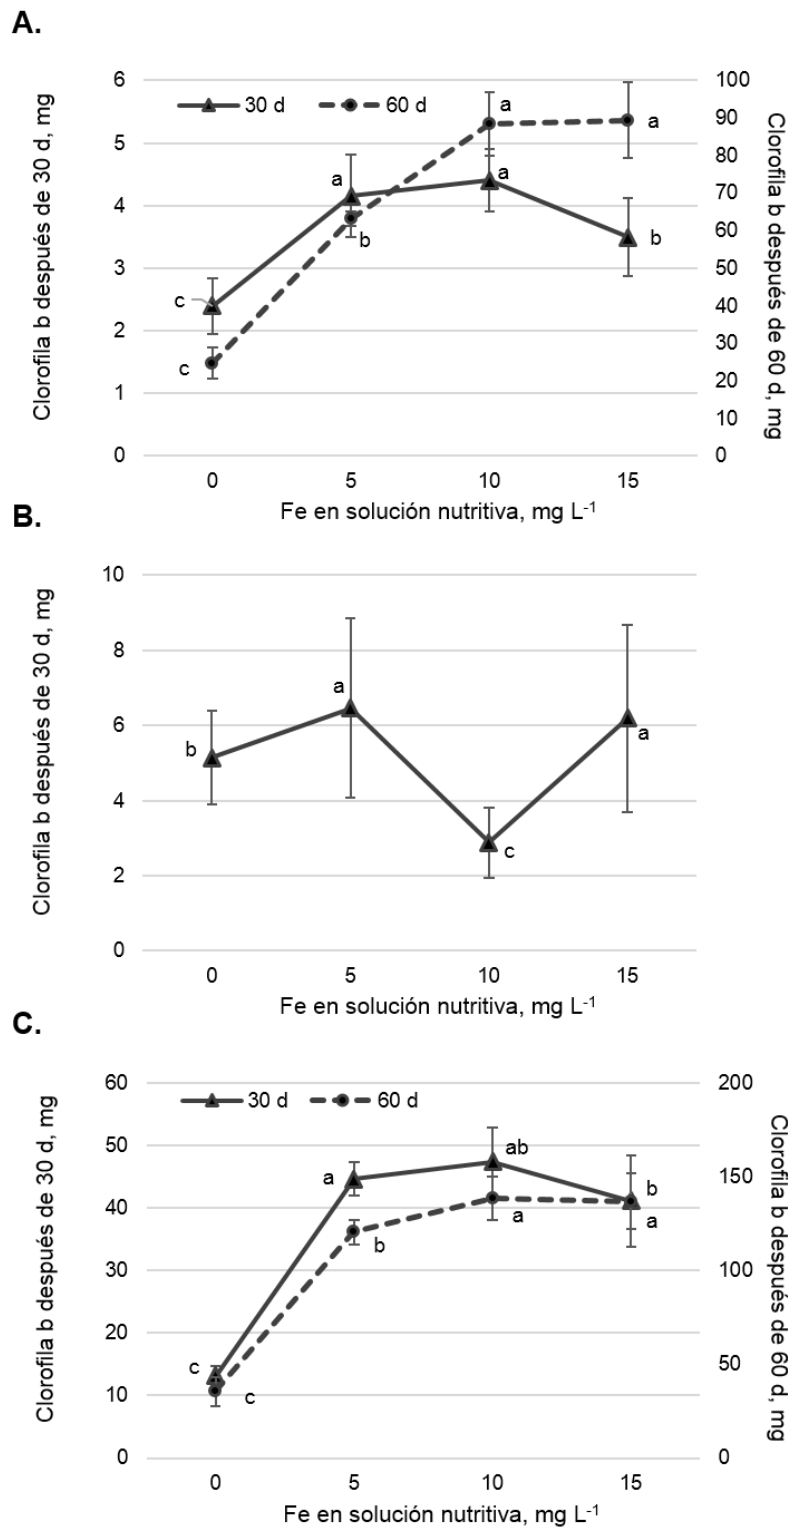 A.
30 d
60 d
Clorofila b después de 30 d, mg
6
5
4
3
2
1
0
100
90
80
70
60
50
40
30
20
10
0
Clorofila b después de 60 d, mg
c
a
a
b
c
b
a
a
0 5 10 15
Fe en solución nutritiva, mg L⁻¹
B.
Clorofila b después de 30 d, mg
10
8
6
4
2
0
b
a
c
a
0 5 10 15
Fe en solución nutritiva, mg L⁻¹
C.
30 d
60 d
Clorofila b después de 30 d, mg
60
50
40
30
20
10
0
200
150
100
50
0
Clorofila b después de 60 d, mg
c
a
ab
b
c
b
a
a
0 5 10 15
Fe en solución nutritiva, mg L⁻¹